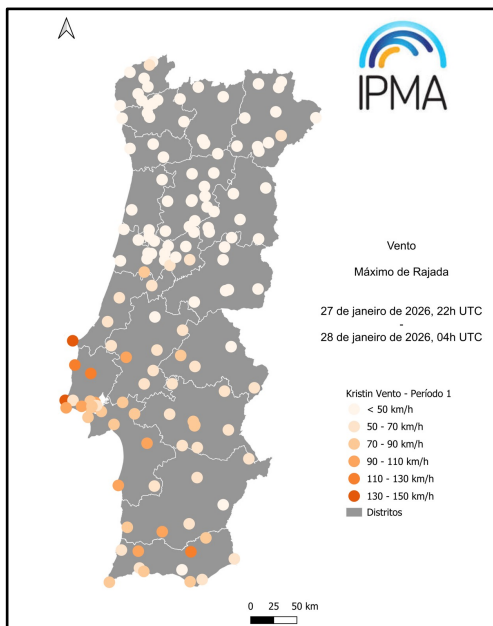 IPMA
Vento
Máximo de Rajada
27 de janeiro de 2026, 22h UTC
-
28 de janeiro de 2026, 04h UTC
Kristin Vento - Período 1
< 50 km/h
50 - 70 km/h
70 - 90 km/h
90 - 110 km/h
110 - 130 km/h
130 - 150 km/h
Distritos
0 25 50 km